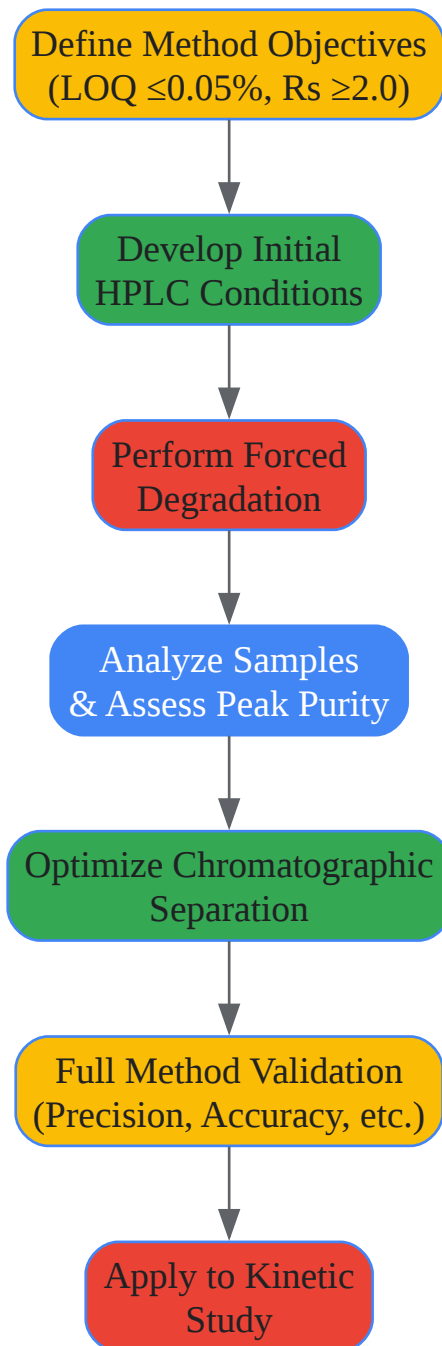 Define Method Objectives
(LOQ ≤0.05%, Rs ≥2.0)
Develop Initial
HPLC Conditions
Perform Forced
Degradation
Analyze Samples
& Assess Peak Purity
Optimize Chromatographic
Separation
Full Method Validation
(Precision, Accuracy, etc.)
Apply to Kinetic
Study